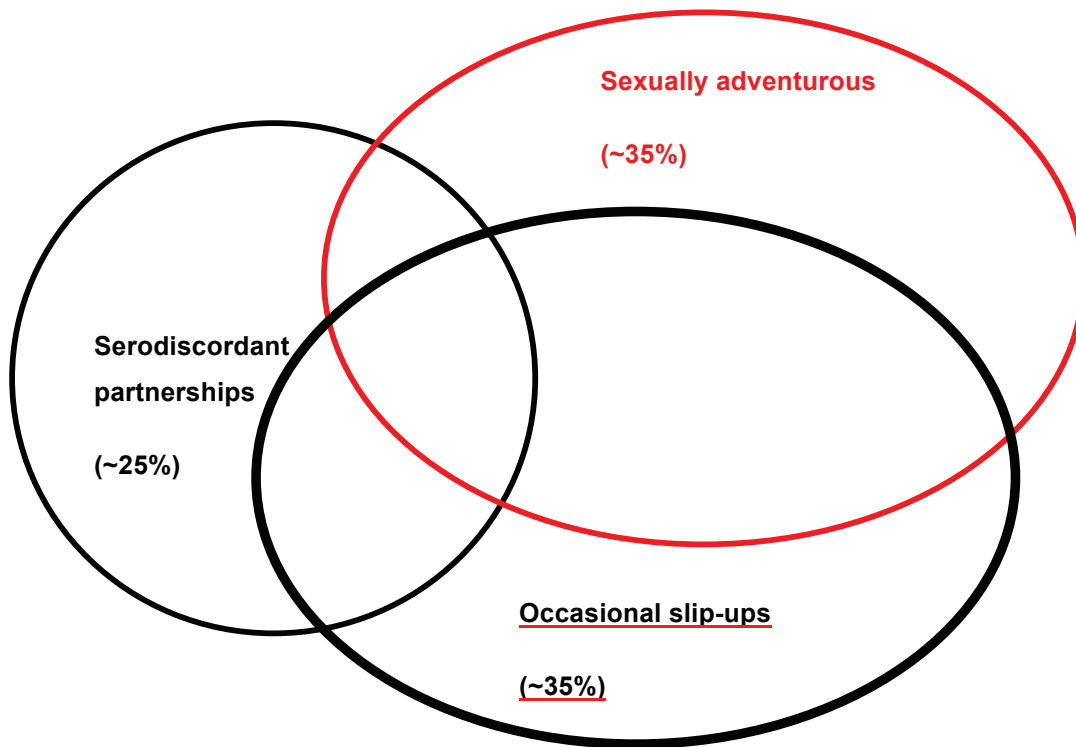 Sexually adventurous
(~35%)
Serodiscordant
partnerships
(~25%)
Occasional slip-ups
(~35%)